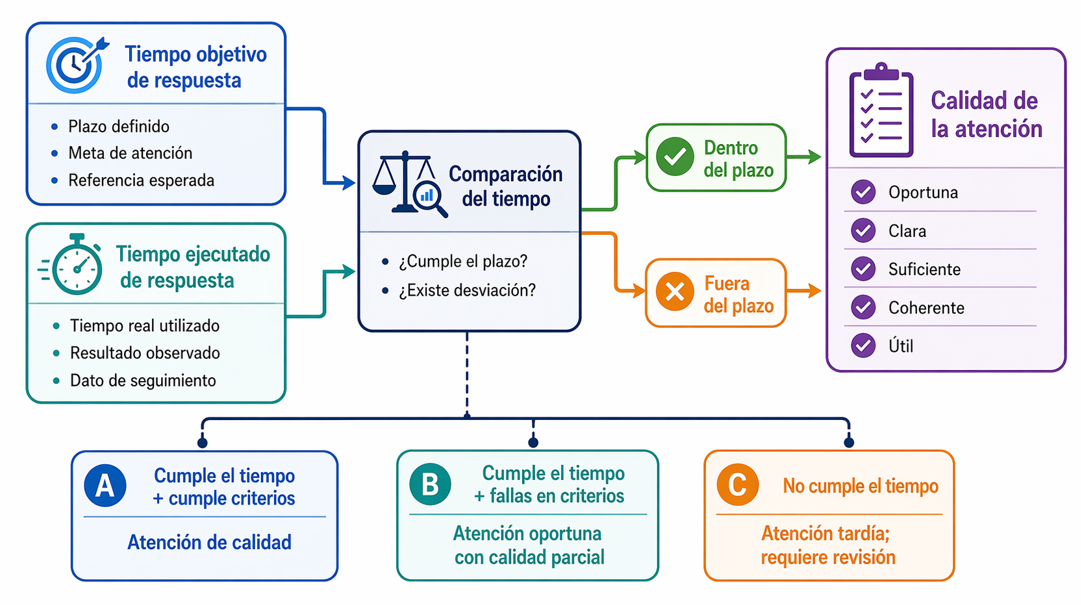 Tiempo objetivo
de respuesta
• Plazo definido
• Meta de atención
• Referencia esperada
Tiempo ejecutado
de respuesta
• Tiempo real utilizado
• Resultado observado
• Dato de seguimiento
Comparación
del tiempo
• ¿Cumple el plazo?
• ¿Existe desviación?
Dentro
del plazo
Fuera
del plazo
Calidad de
la atención
Oportuna
Clara
Suficiente
Coherente
Útil
A
Cumple el tiempo
+ cumple criterios
Atención de calidad
B
Cumple el tiempo
+ fallas en criterios
Atención oportuna
con calidad parcial
C
No cumple el tiempo
Atención tardía;
requiere revisión